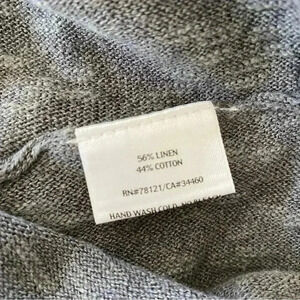 56% LINEN
44% COTTON
RN#78121/CA#34460
HAND WASH COLD